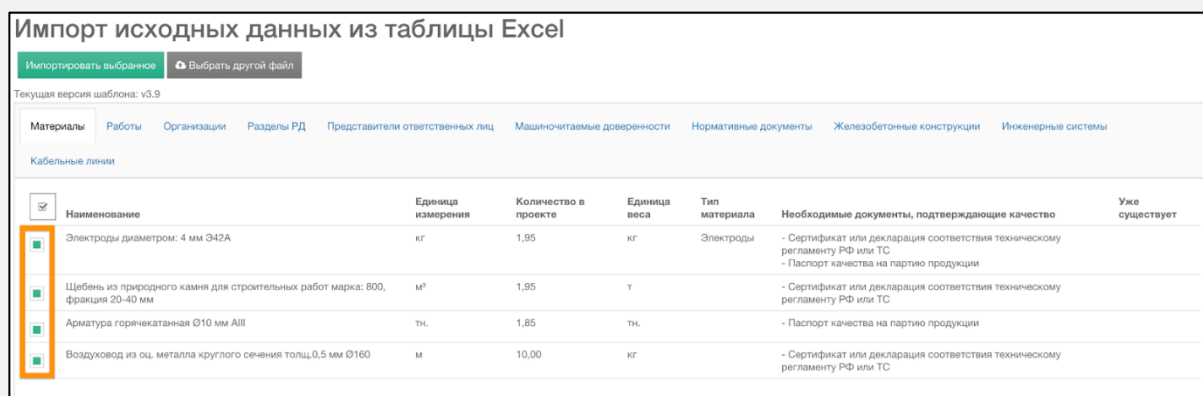 Импорт исходных данных из таблицы Excel
Импортировать выбранное Выбрать другой файл
Текущая версия шаблона: v3.9
Материалы Работы Организации Разделы РД Представители ответственных лиц Машиночитаемые доверенности Нормативные документы Железобетонные конструкции Инженерные системы
Кабельные линии
Наименование Единица измерения Количество в проекте Единица веса Тип материала Необходимые документы, подтверждающие качество Уже существует
Электроды диаметром: 4 мм Э42А кг 1,95 кг Электроды - Сертификат или декларация соответствия техническому
регламенту РФ или ТС
- Паспорт качества на партию продукции
Щебень из природного камня для строительных работ марка: 800, м³ 1,95 т - Сертификат или декларация соответствия техническому
фракция 20-40 мм регламенту РФ или ТС
Арматура горячекатанная Ø10 мм АIII тн. 1,85 тн. - Паспорт качества на партию продукции
Воздуховод из оц. металла круглого сечения толщ.0,5 мм Ø160 м 10,00 кг - Сертификат или декларация соответствия техническому
регламенту РФ или ТС